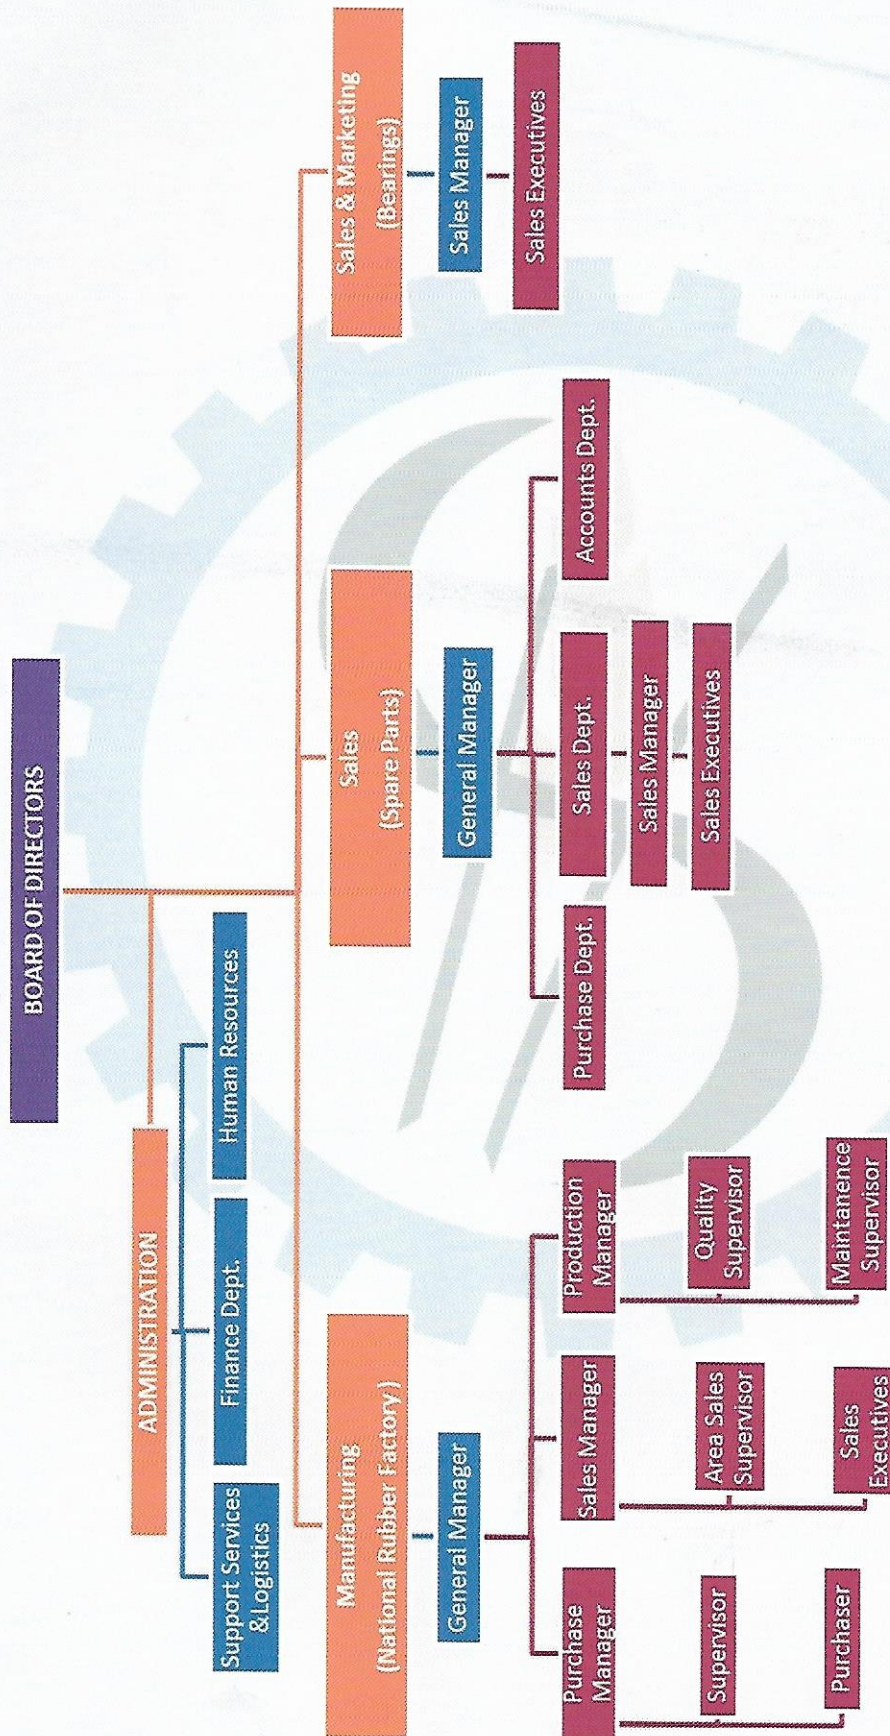 BOARD OF DIRECTORS
ADMINISTRATION
Support Services
&Logistics
Finance Dept.
Human Resources
Manufacturing
(National Rubber Factory )
Sales
(Spare Parts)
Sales & Marketing
(Bearings)
General Manager
General Manager
Sales Manager
Sales Executives
Purchase
Manager
Sales Manager
Production
Manager
Purchase Dept.
Sales Dept.
Accounts Dept.
Supervisor
Area Sales
Supervisor
Quality
Supervisor
Sales Manager
Sales Executives
Purchaser
Sales
Executives
Maintanence
Supervisor